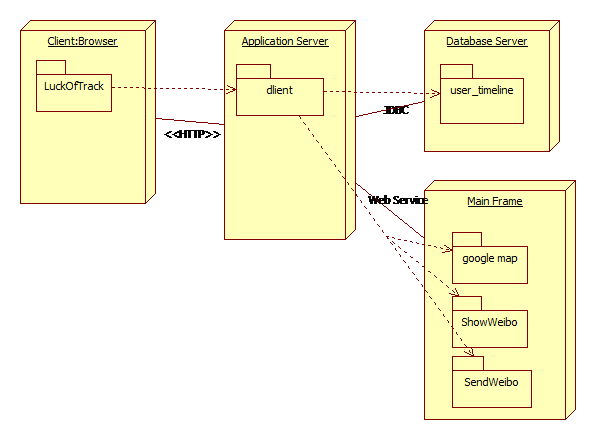 Client:Browser
Application Server
Database Server
LuckOfTrack
dlient
user_timeline
JDBC
<<HTTP>>
Web Service
Main Frame
google map
ShowWeibo
SendWeibo